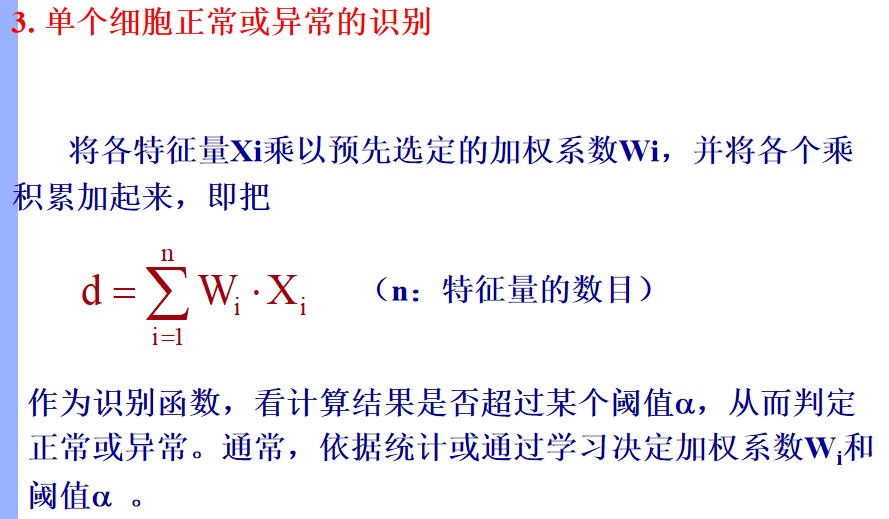 3. 单个细胞正常或异常的识别
将各特征量Xi乘以预先选定的加权系数Wi，并将各个乘
积累加起来，即把
d = ∑_{i=1}^{n} W_i · X_i （n：特征量的数目）
作为识别函数，看计算结果是否超过某个阈值α，从而判定
正常或异常。通常，依据统计或通过学习决定加权系数W_i和
阈值α 。